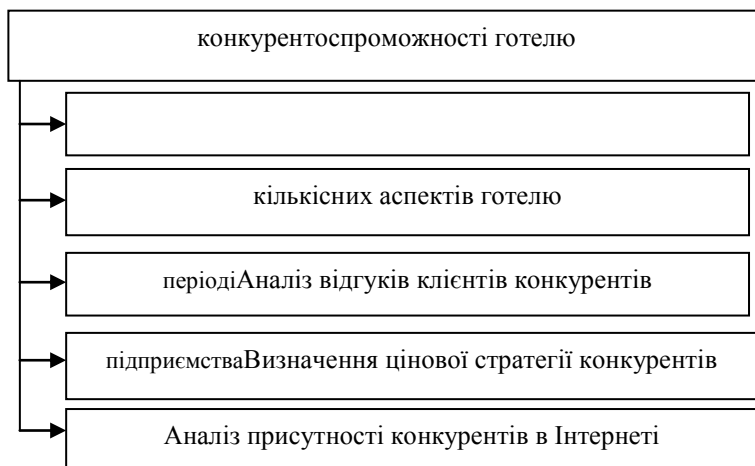 конкурентоспроможності готелю
кількісних аспектів готелю
періодіАналіз відгуків клієнтів конкурентів
підприємстваВизначення цінової стратегії конкурентів
Аналіз присутності конкурентів в Інтернеті